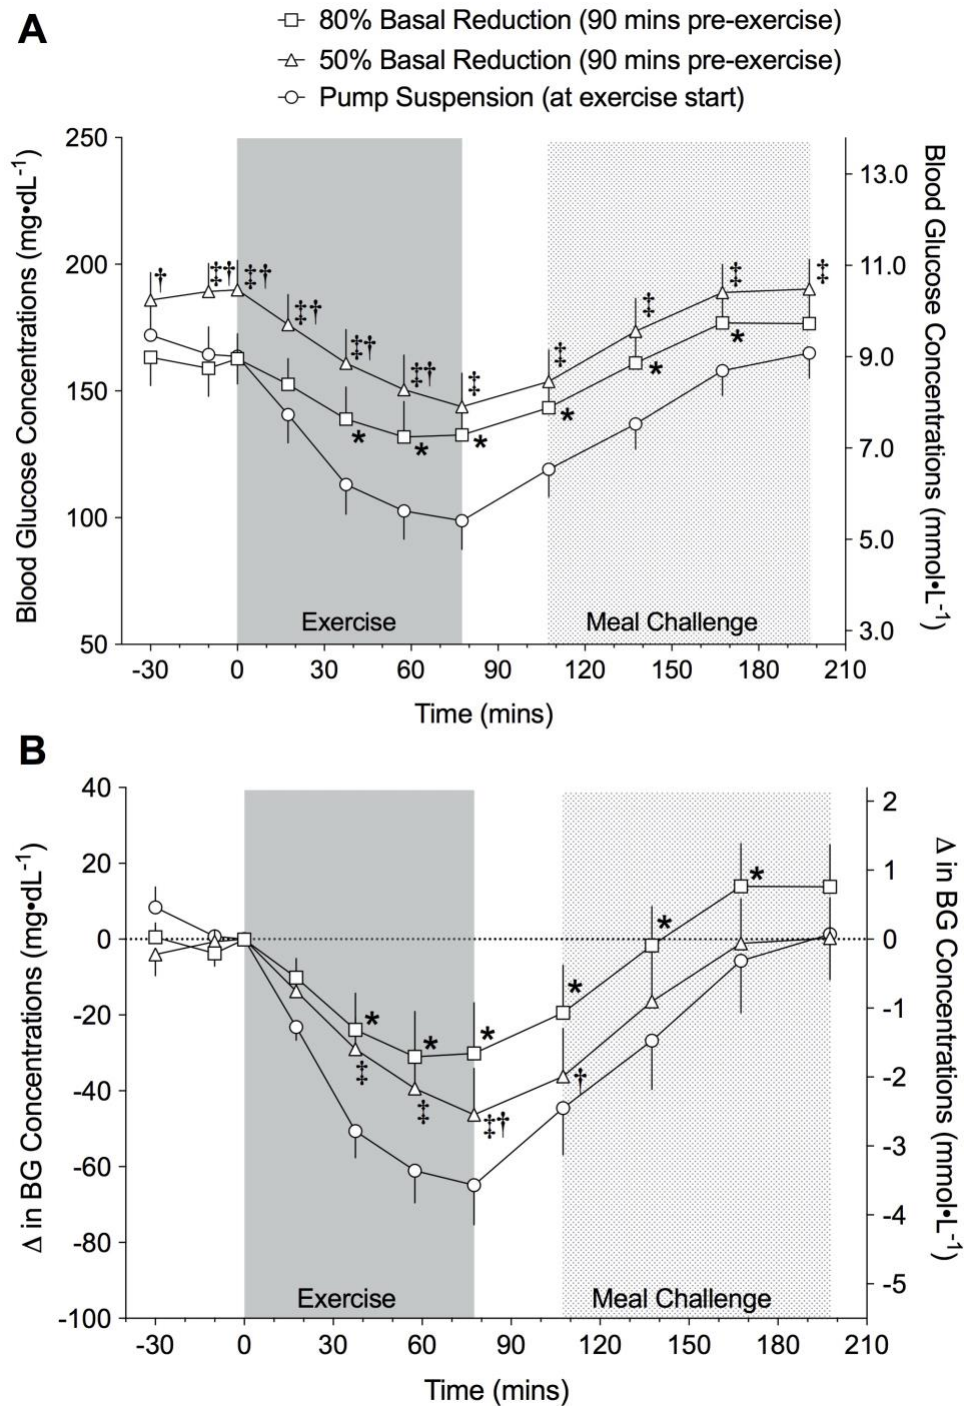 A
80% Basal Reduction (90 mins pre-exercise)
50% Basal Reduction (90 mins pre-exercise)
Pump Suspension (at exercise start)
Blood Glucose Concentrations (mg•dL-1)
250
200
150
100
50
† ‡† ‡† ‡† ‡† ‡† ‡ ‡ ‡ ‡ ‡
* * * * * *
Exercise
Meal Challenge
13.0
11.0
9.0
7.0
5.0
3.0
Blood Glucose Concentrations (mmol•L-1)
-30 0 30 60 90 120 150 180 210
Time (mins)
B
Δ in BG Concentrations (mg•dL-1)
40
20
0
-20
-40
-60
-80
-100
* * * * * *
‡ ‡ ‡† †
Exercise
Meal Challenge
2
1
0
-1
-2
-3
-4
-5
Δ in BG Concentrations (mmol•L-1)
-30 0 30 60 90 120 150 180 210
Time (mins)